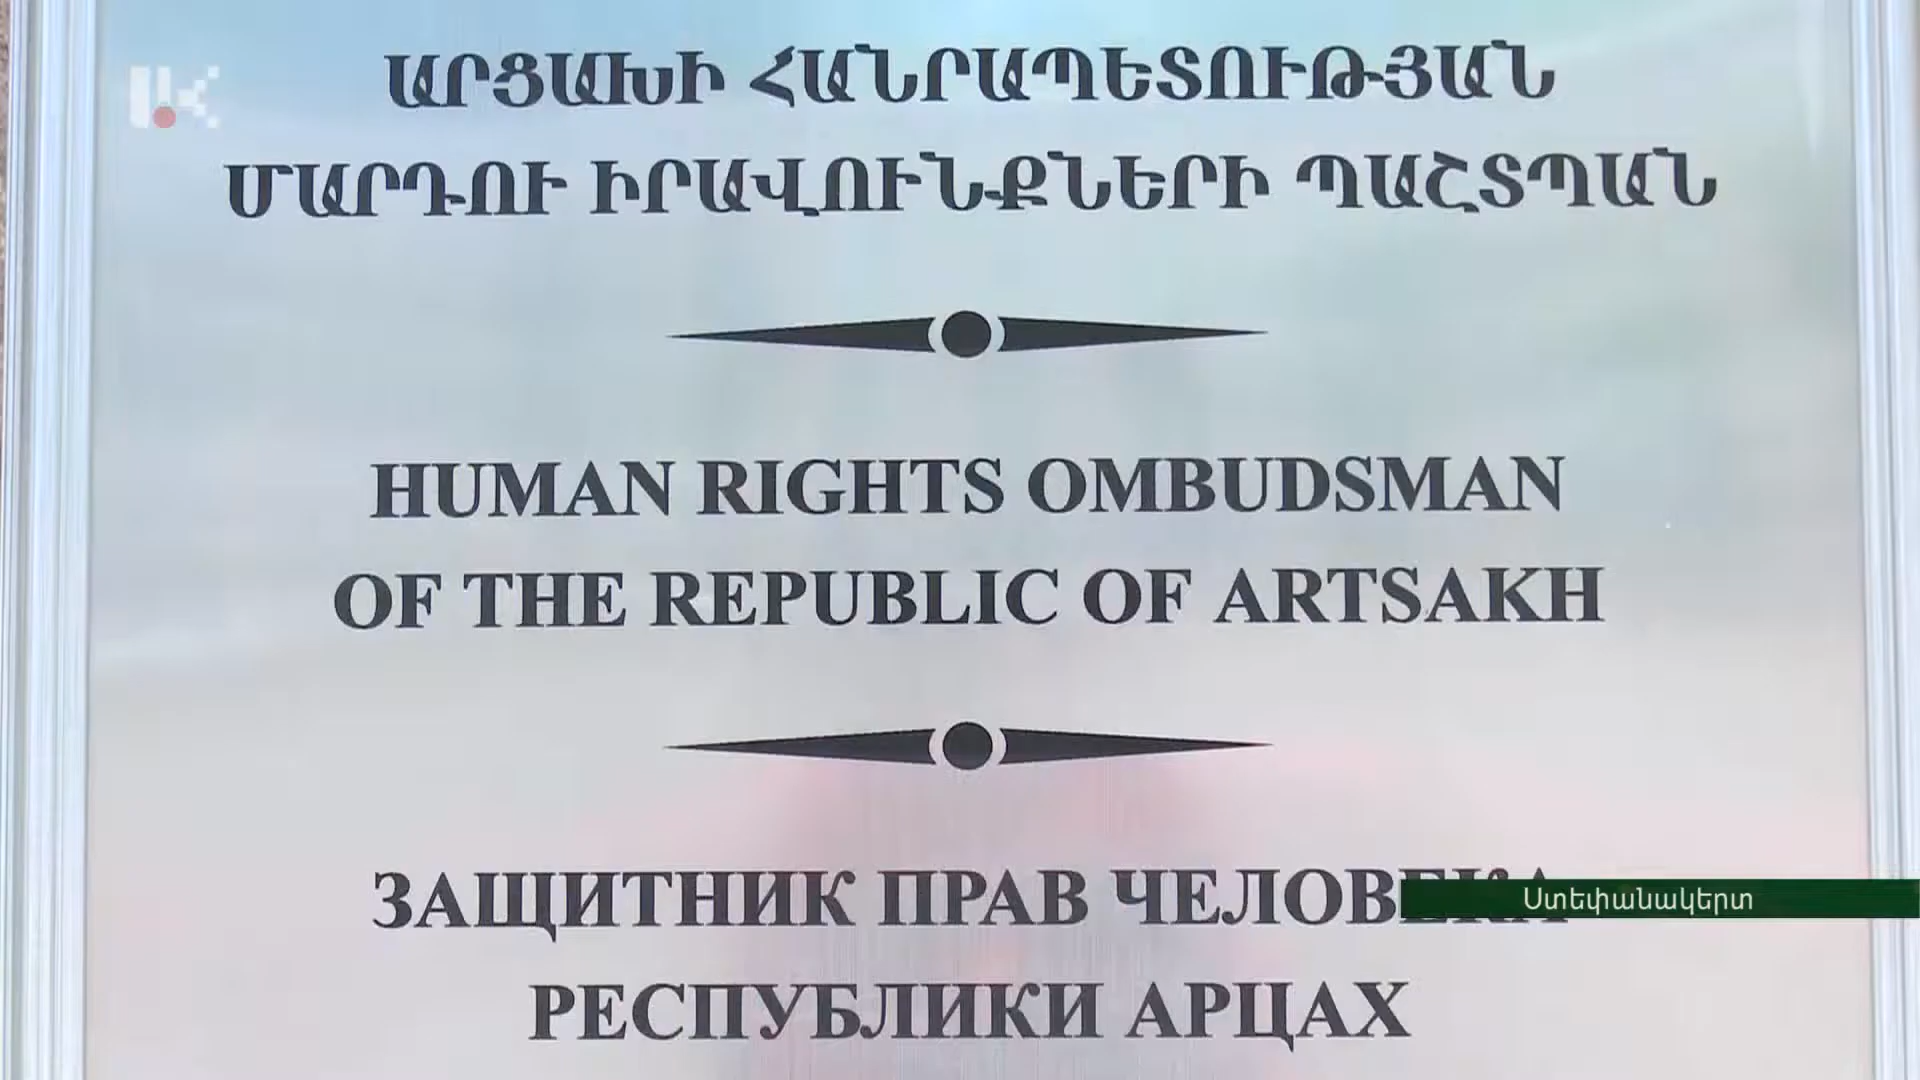 ԱՐՑԱԽԻ ՀԱՆՐԱՊԵՏՈՒԹՅԱՆ
ՄԱՐԴՈՒ ԻՐԱՎՈՒՆՔՆԵՐԻ ՊԱՇՏՊԱՆ
HUMAN RIGHTS OMBUDSMAN
OF THE REPUBLIC OF ARTSAKH
ЗАЩИТНИК ПРАВ ЧЕЛОВЕКА
Ստեփանակերտ
РЕСПУБЛИКИ АРЦАХ